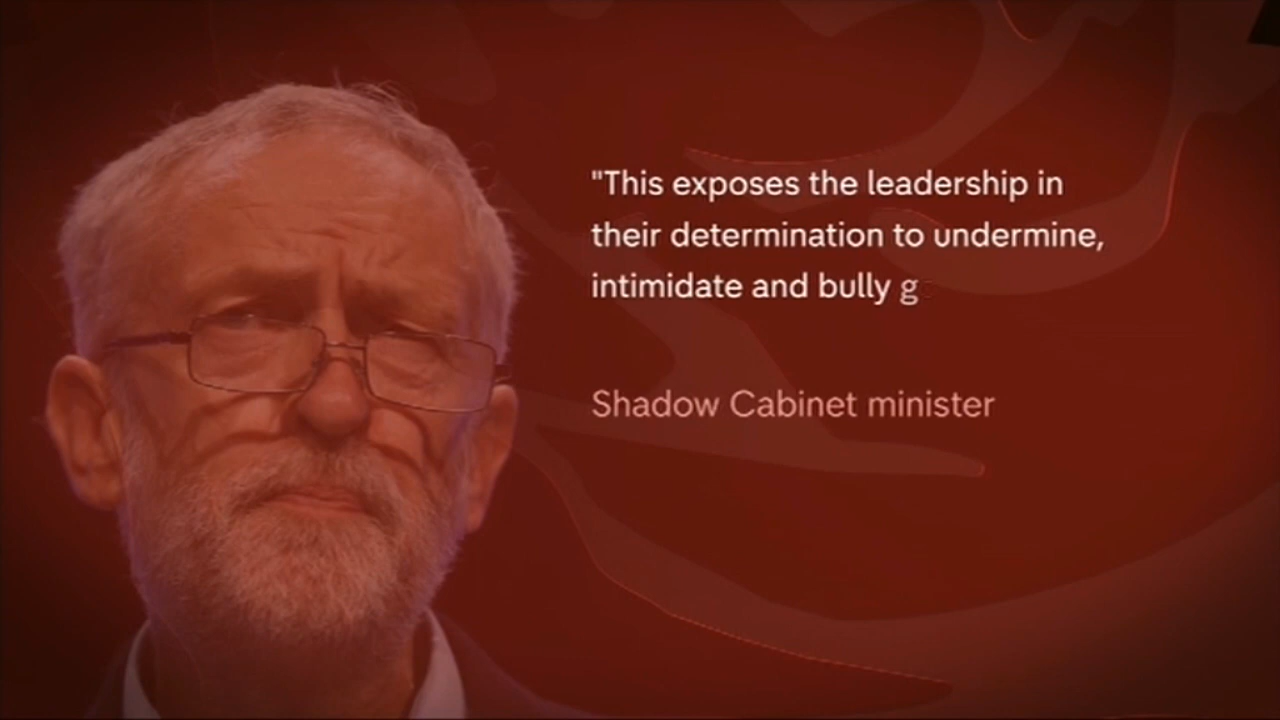 "This exposes the leadership in
their determination to undermine,
intimidate and bully g
Shadow Cabinet minister